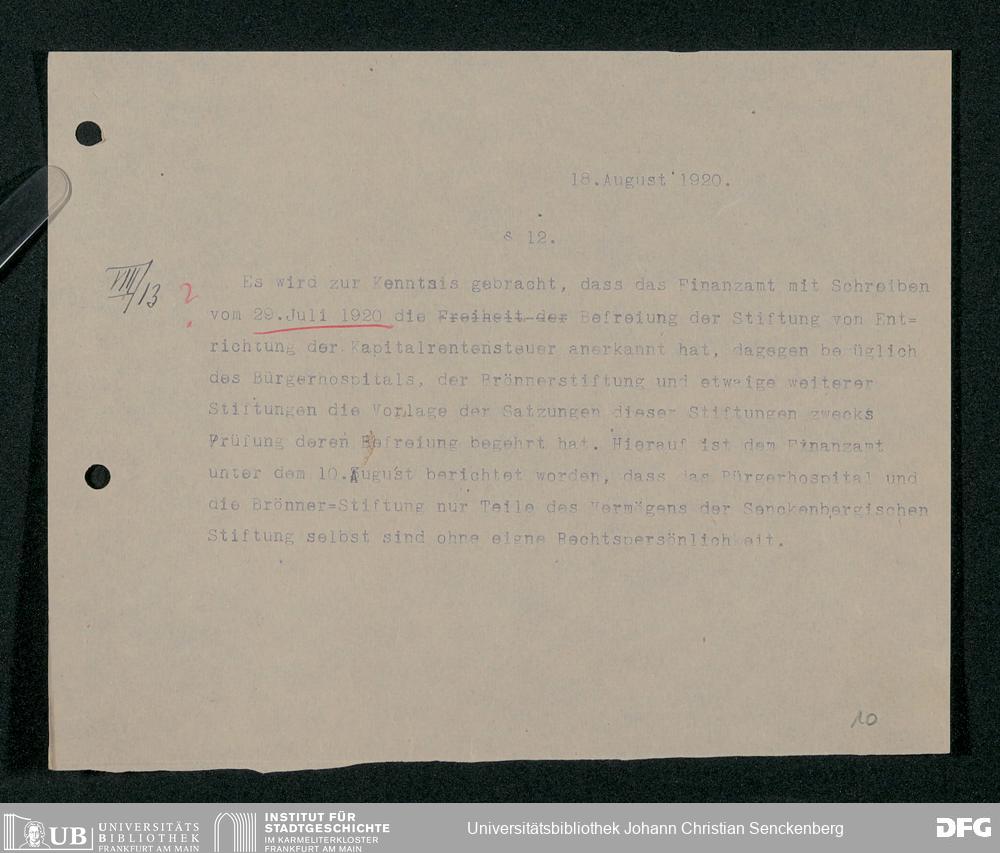 18.August 1920.
§ 12.
VIII/13
?
Es wird zur Kenntnis gebracht, dass das Finanzamt mit Schreiben
vom 29.Juli 1920 die Freiheit der Befreiung der Stiftung von Ent=
richtung der Kapitalrentensteuer anerkannt hat, dagegen bezüglich
des Bürgerhospitals, der Brönnerstiftung und etwaige weiterer
Stiftungen die Vorlage der Satzungen dieser Stiftungen zwecks
Prüfung deren Befreiung begehrt hat. Hierauf ist dem Finanzamt
unter dem 10.August berichtet worden, dass das Bürgerhospital und
die Brönner=Stiftung nur Teile des Vermögens der Senckenbergischen
Stiftung selbst sind ohne eigne Rechtspersönlichkeit.
10
UB UNIVERSITÄTS
BIBLIOTHEK
FRANKFURT AM MAIN
INSTITUT FÜR
STADTGESCHICHTE
IM KARMELITERKLOSTER
FRANKFURT AM MAIN
Universitätsbibliothek Johann Christian Senckenberg
DFG